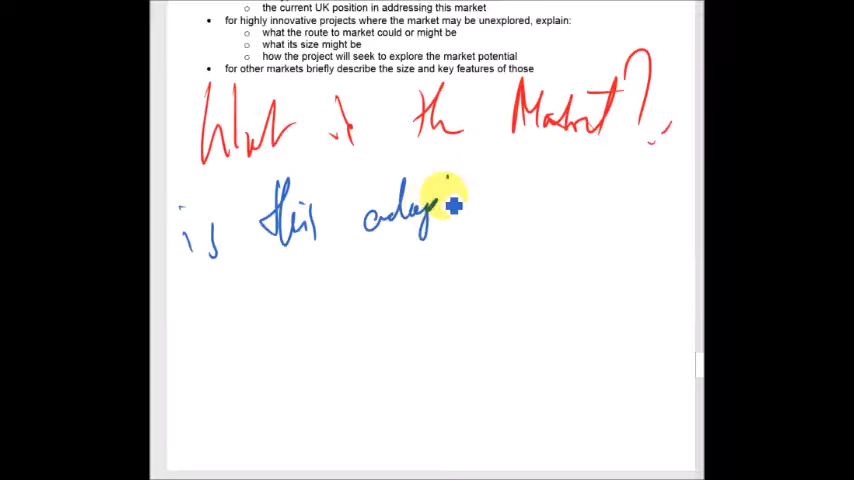 the current UK position in addressing this market
for highly innovative projects where the market may be unexplored, explain:
what the route to market could or might be
what its size might be
how the project will seek to explore the market potential
for other markets briefly describe the size and key features of those
What is the Market?
is this